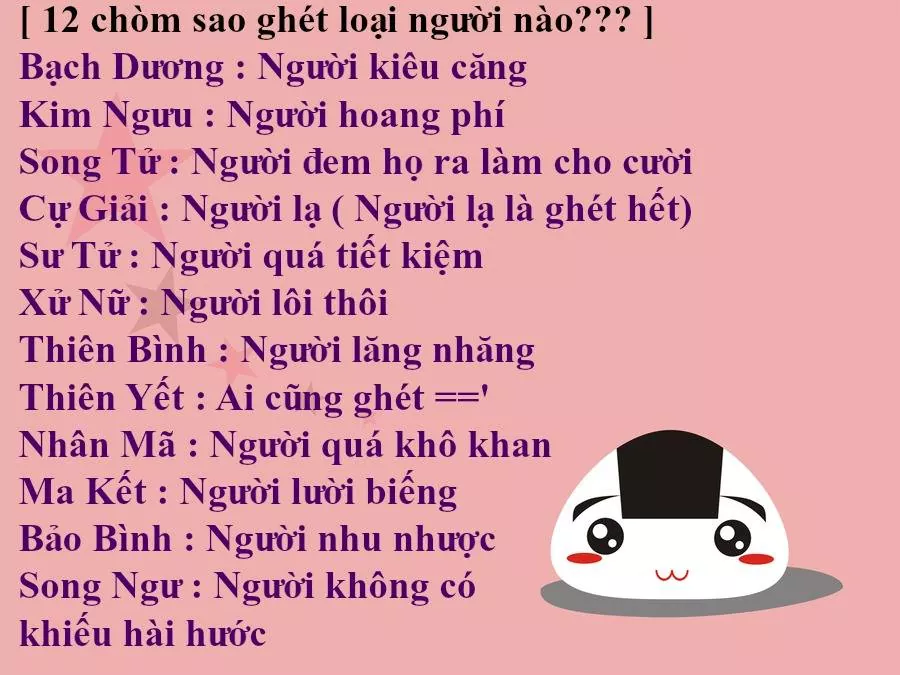 [ 12 chòm sao ghét loại người nào??? ]
Bạch Dương : Người kiêu căng
Kim Ngưu : Người hoang phí
Song Tử : Người đem họ ra làm cho cười
Cự Giải : Người lạ ( Người lạ là ghét hết)
Sư Tử : Người quá tiết kiệm
Xử Nữ : Người lôi thôi
Thiên Bình : Người lăng nhăng
Thiên Yết : Ai cũng ghét =='
Nhân Mã : Người quá khô khan
Ma Kết : Người lười biếng
Bảo Bình : Người nhu nhược
Song Ngư : Người không có
khiếu hài hước